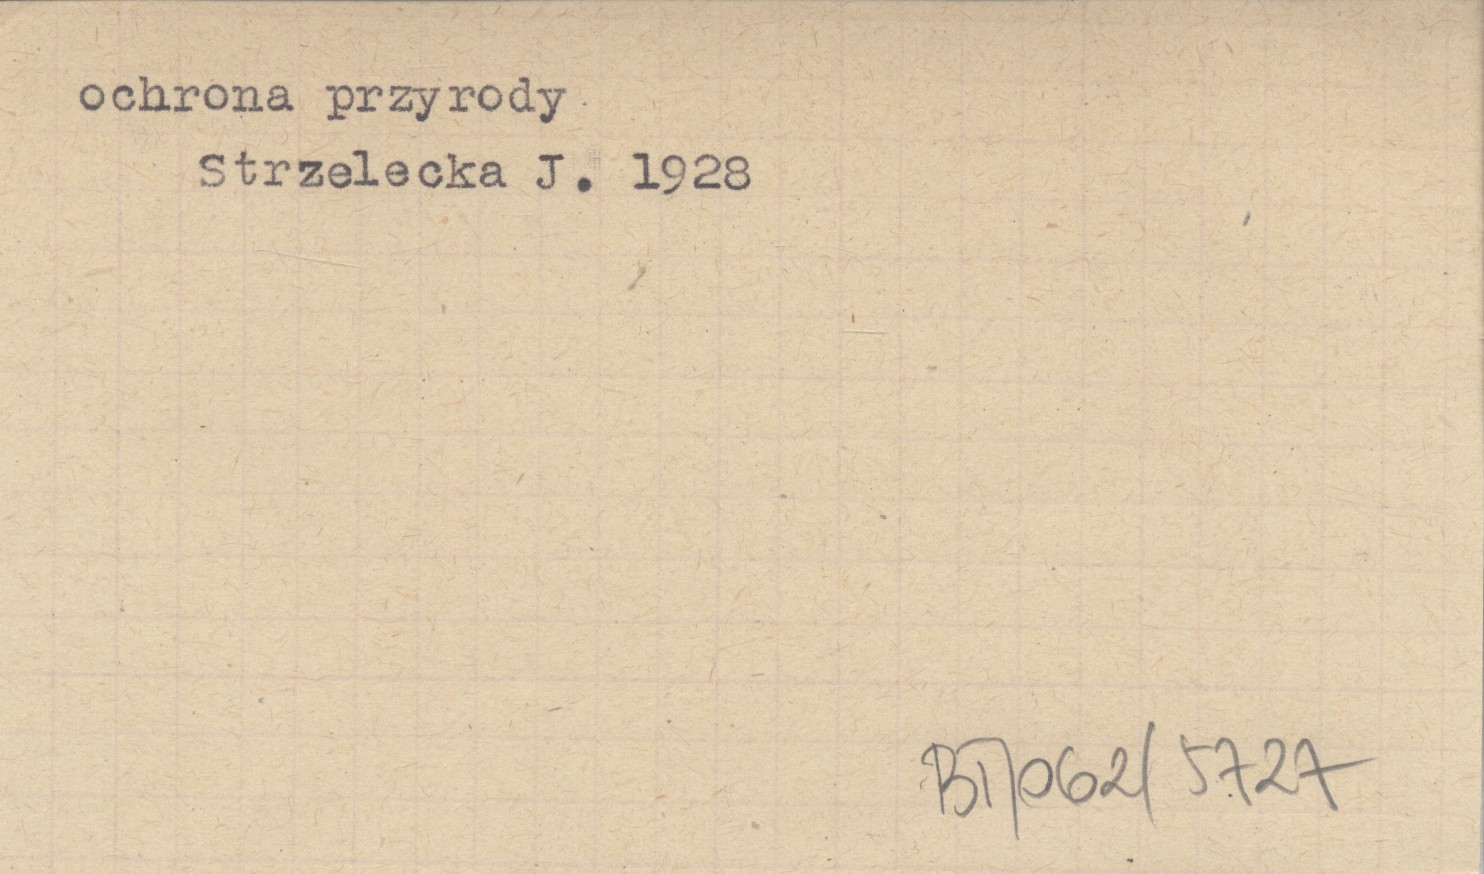 ochrona przyrody
Strzelecka J. 1928
BT/062/5727